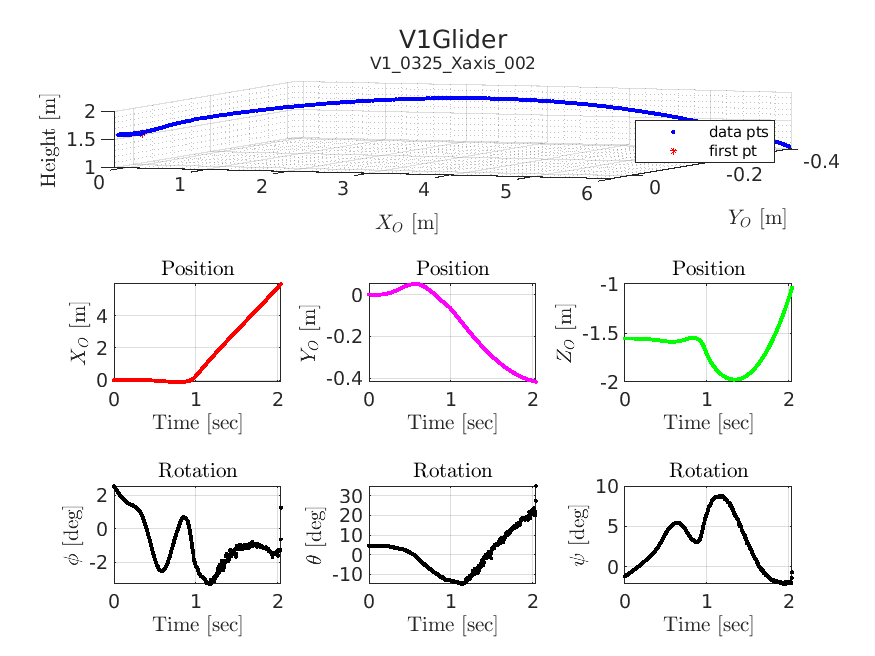 V1Glider
V1_0325_Xaxis_002
Height [m]
2
1.5
1
0
1
2
3
4
5
6
0
-0.2
-0.4
data pts
first pt
X_O [m]
Y_O [m]
Position
Position
Position
X_O [m]
4
2
0
0
1
2
Time [sec]
Y_O [m]
0
-0.2
-0.4
0
1
2
Time [sec]
Z_O [m]
-1
-1.5
-2
0
1
2
Time [sec]
Rotation
Rotation
Rotation
ϕ [deg]
2
0
-2
0
1
2
Time [sec]
θ [deg]
30
20
10
0
-10
0
1
2
Time [sec]
ψ [deg]
10
5
0
0
1
2
Time [sec]